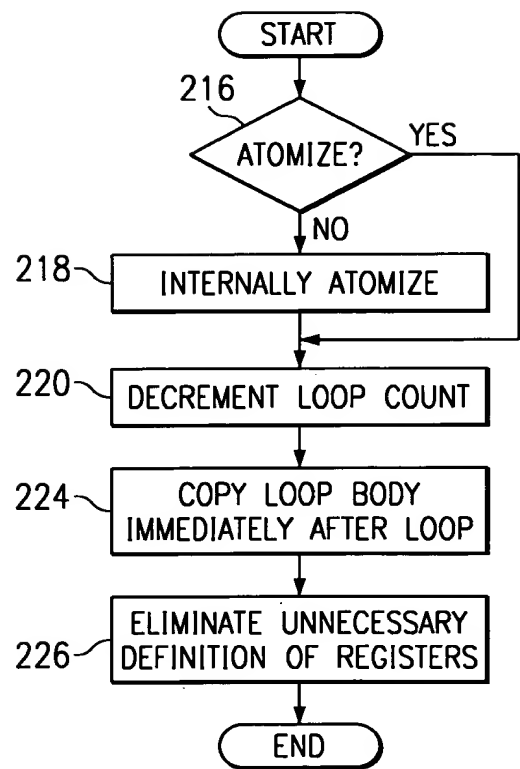 START
216
ATOMIZE?
YES
NO
218
INTERNALLY ATOMIZE
220
DECREMENT LOOP COUNT
224
COPY LOOP BODY
IMMEDIATELY AFTER LOOP
226
ELIMINATE UNNECESSARY
DEFINITION OF REGISTERS
END